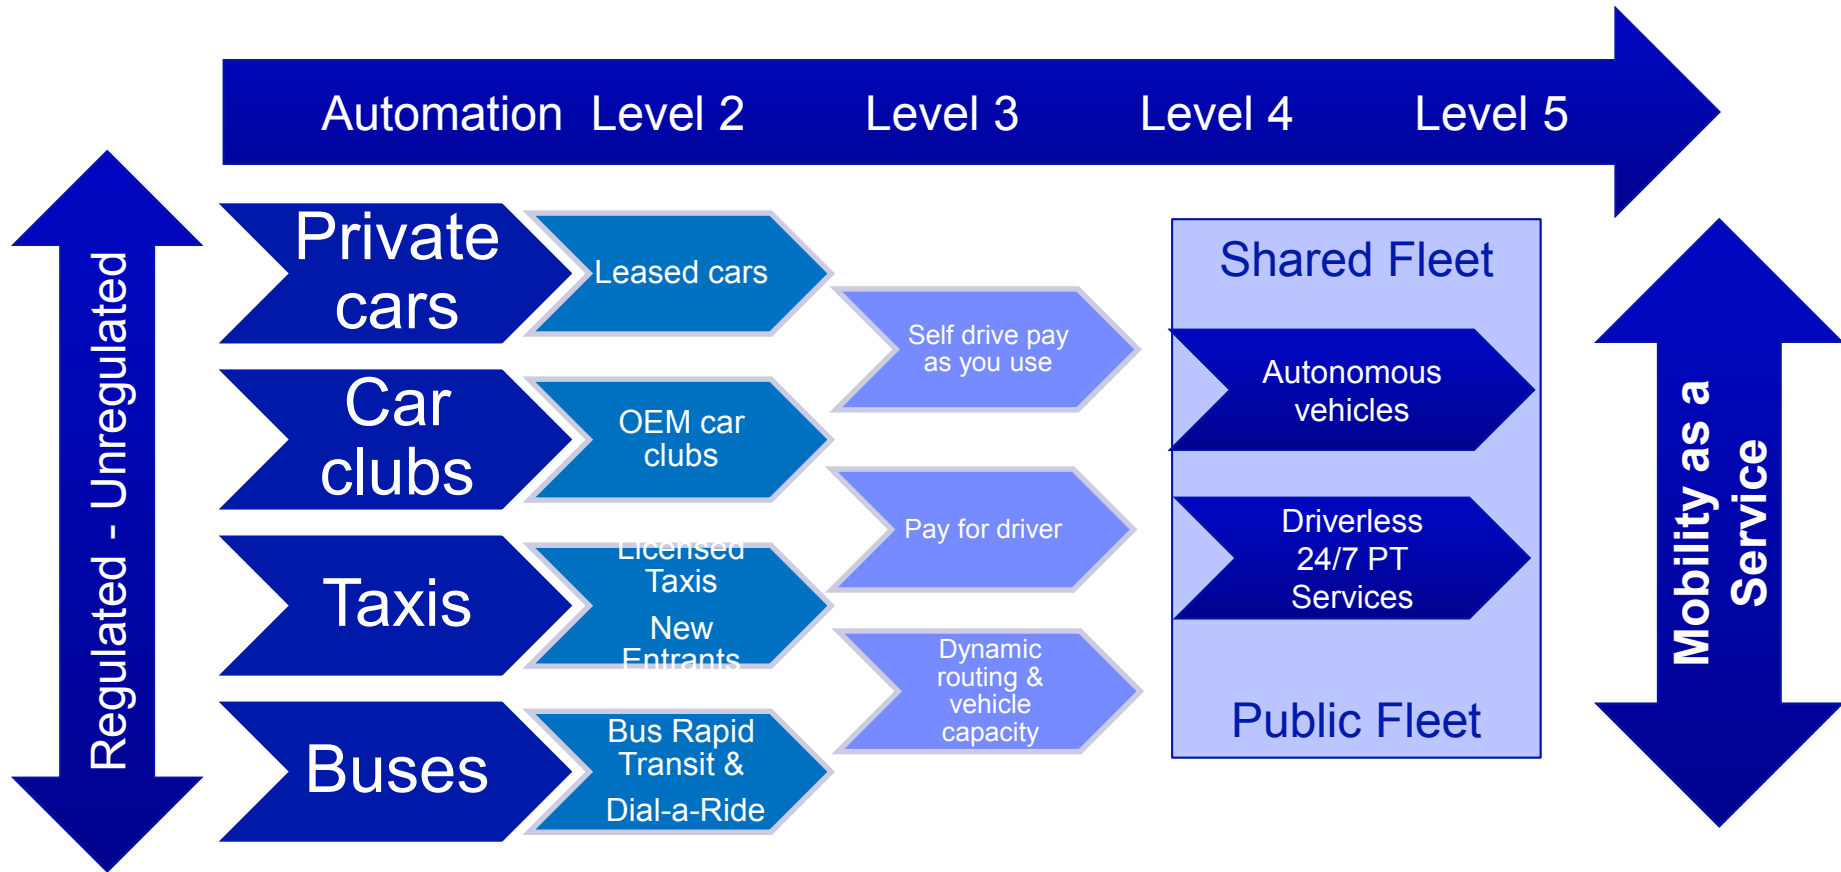 Automation Level 2 Level 3 Level 4 Level 5
Regulated - Unregulated
Private
cars
Leased cars
Car
clubs
OEM car
clubs
Taxis
Licensed
Taxis
New
Entrants
Buses
Bus Rapid
Transit &
Dial-a-Ride
Self drive pay
as you use
Pay for driver
Dynamic
routing &
vehicle
capacity
Shared Fleet
Autonomous
vehicles
Driverless
24/7 PT
Services
Public Fleet
Mobility as a
Service